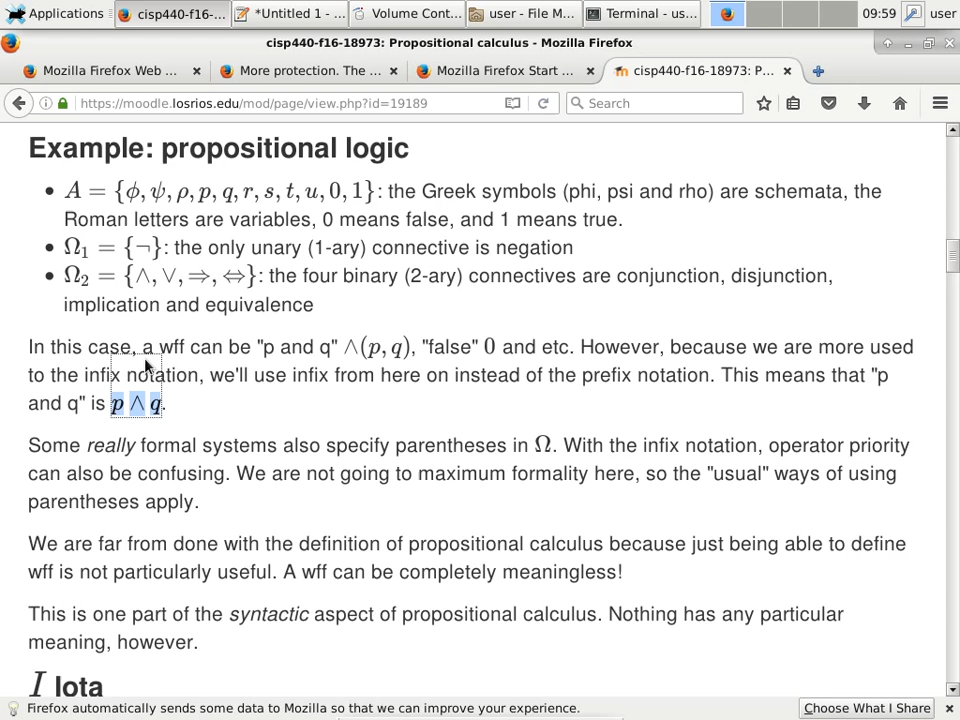 Applications
cisp440-f16-...
*Untitled 1 - ...
Volume Cont...
user - File M...
Terminal - us...
09:59
user
cisp440-f16-18973: Propositional calculus - Mozilla Firefox
Mozilla Firefox Web ...
More protection. The ...
Mozilla Firefox Start ...
cisp440-f16-18973: P...
https://moodle.losrios.edu/mod/page/view.php?id=19189
Search
Example: propositional logic
• A = {ϕ, ψ, ρ, p, q, r, s, t, u, 0, 1}: the Greek symbols (phi, psi and rho) are schemata, the
Roman letters are variables, 0 means false, and 1 means true.
• Ω₁ = {¬}: the only unary (1-ary) connective is negation
• Ω₂ = {∧, ∨, ⇒, ⇔}: the four binary (2-ary) connectives are conjunction, disjunction,
implication and equivalence
In this case, a wff can be "p and q" ∧(p, q), "false" 0 and etc. However, because we are more used
to the infix notation, we'll use infix from here on instead of the prefix notation. This means that "p
and q" is p ∧ q.
Some really formal systems also specify parentheses in Ω. With the infix notation, operator priority
can also be confusing. We are not going to maximum formality here, so the "usual" ways of using
parentheses apply.
We are far from done with the definition of propositional calculus because just being able to define
wff is not particularly useful. A wff can be completely meaningless!
This is one part of the syntactic aspect of propositional calculus. Nothing has any particular
meaning, however.
I Iota
Firefox automatically sends some data to Mozilla so that we can improve your experience.
Choose What I Share